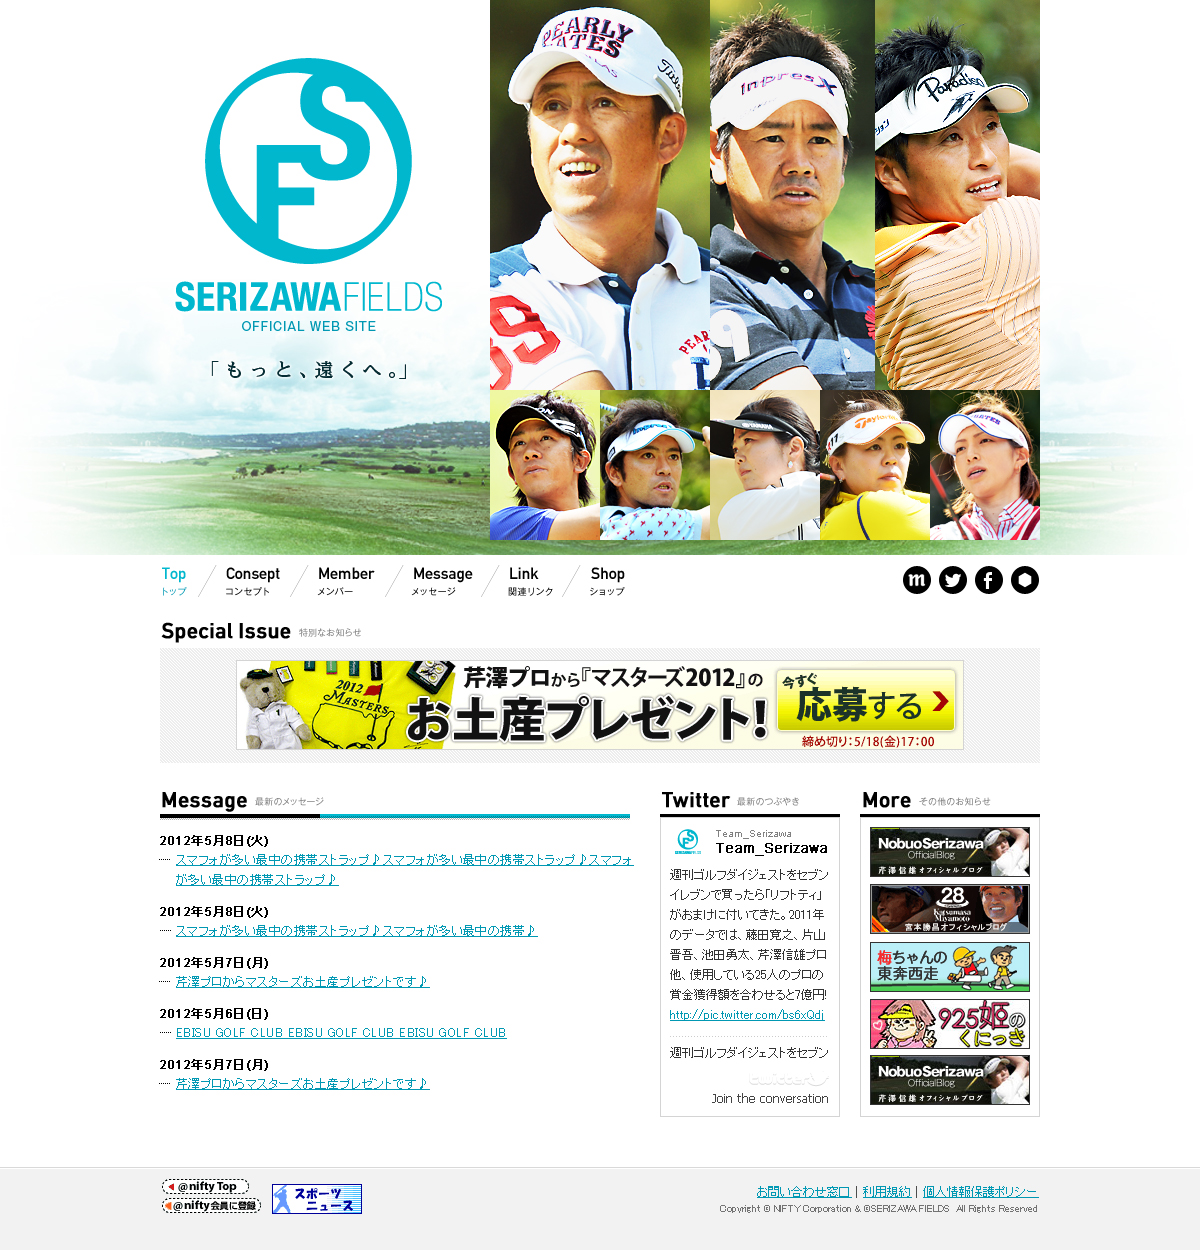 PEARLY GATES
Titleist
inpresX
Paradiso
FS
SERIZAWAFIELDS
OFFICIAL WEB SITE
「もっと、遠くへ。」
Top
トップ
Consept
コンセプト
Member
メンバー
Message
メッセージ
Link
関連リンク
Shop
ショップ
Special Issue 特別なお知らせ
2012
MASTERS
芹澤プロから『マスターズ2012』の
お土産プレゼント!
今すぐ
応募する
締め切り:5/18(金)17:00
Message 最新のメッセージ
2012年5月8日(火)
スマフォが多い最中の携帯ストラップ♪スマフォが多い最中の携帯ストラップ♪スマフォ
が多い最中の携帯ストラップ♪
2012年5月8日(火)
スマフォが多い最中の携帯ストラップ♪スマフォが多い最中の携帯♪
2012年5月7日(月)
芹澤プロからマスターズお土産プレゼントです♪
2012年5月6日(日)
EBISU GOLF CLUB EBISU GOLF CLUB EBISU GOLF CLUB
2012年5月7日(月)
芹澤プロからマスターズお土産プレゼントです♪
Twitter 最新のつぶやき
Team_Serizawa
Team_Serizawa
週刊ゴルフダイジェストをセブン
イレブンで買ったら「リフティ」
がおまけに付いてきた。2011年
のデータでは、藤田寛之、片山
晋吾、池田勇太、芹澤信雄プロ
他、使用している25人のプロの
賞金獲得額を合わせると7億円!
http://pic.twitter.com/bs6xQdj
週刊ゴルフダイジェストをセブン
twitter
Join the conversation
More その他のお知らせ
NobuoSerizawa
OfficialBlog
芹澤信雄オフィシャルブログ
28
Katsumasa
Miyamoto
宮本勝昌オフィシャルブログ
梅ちゃんの
東奔西走
925姫の
くにっき
NobuoSerizawa
OfficialBlog
芹澤信雄オフィシャルブログ
@nifty Top
@nifty会員に登録
スポーツ
ニュース
お問い合わせ窓口 | 利用規約 | 個人情報保護ポリシー
Copyright © NIFTY Corporation & ©SERIZAWA FIELDS All Rights Reserved